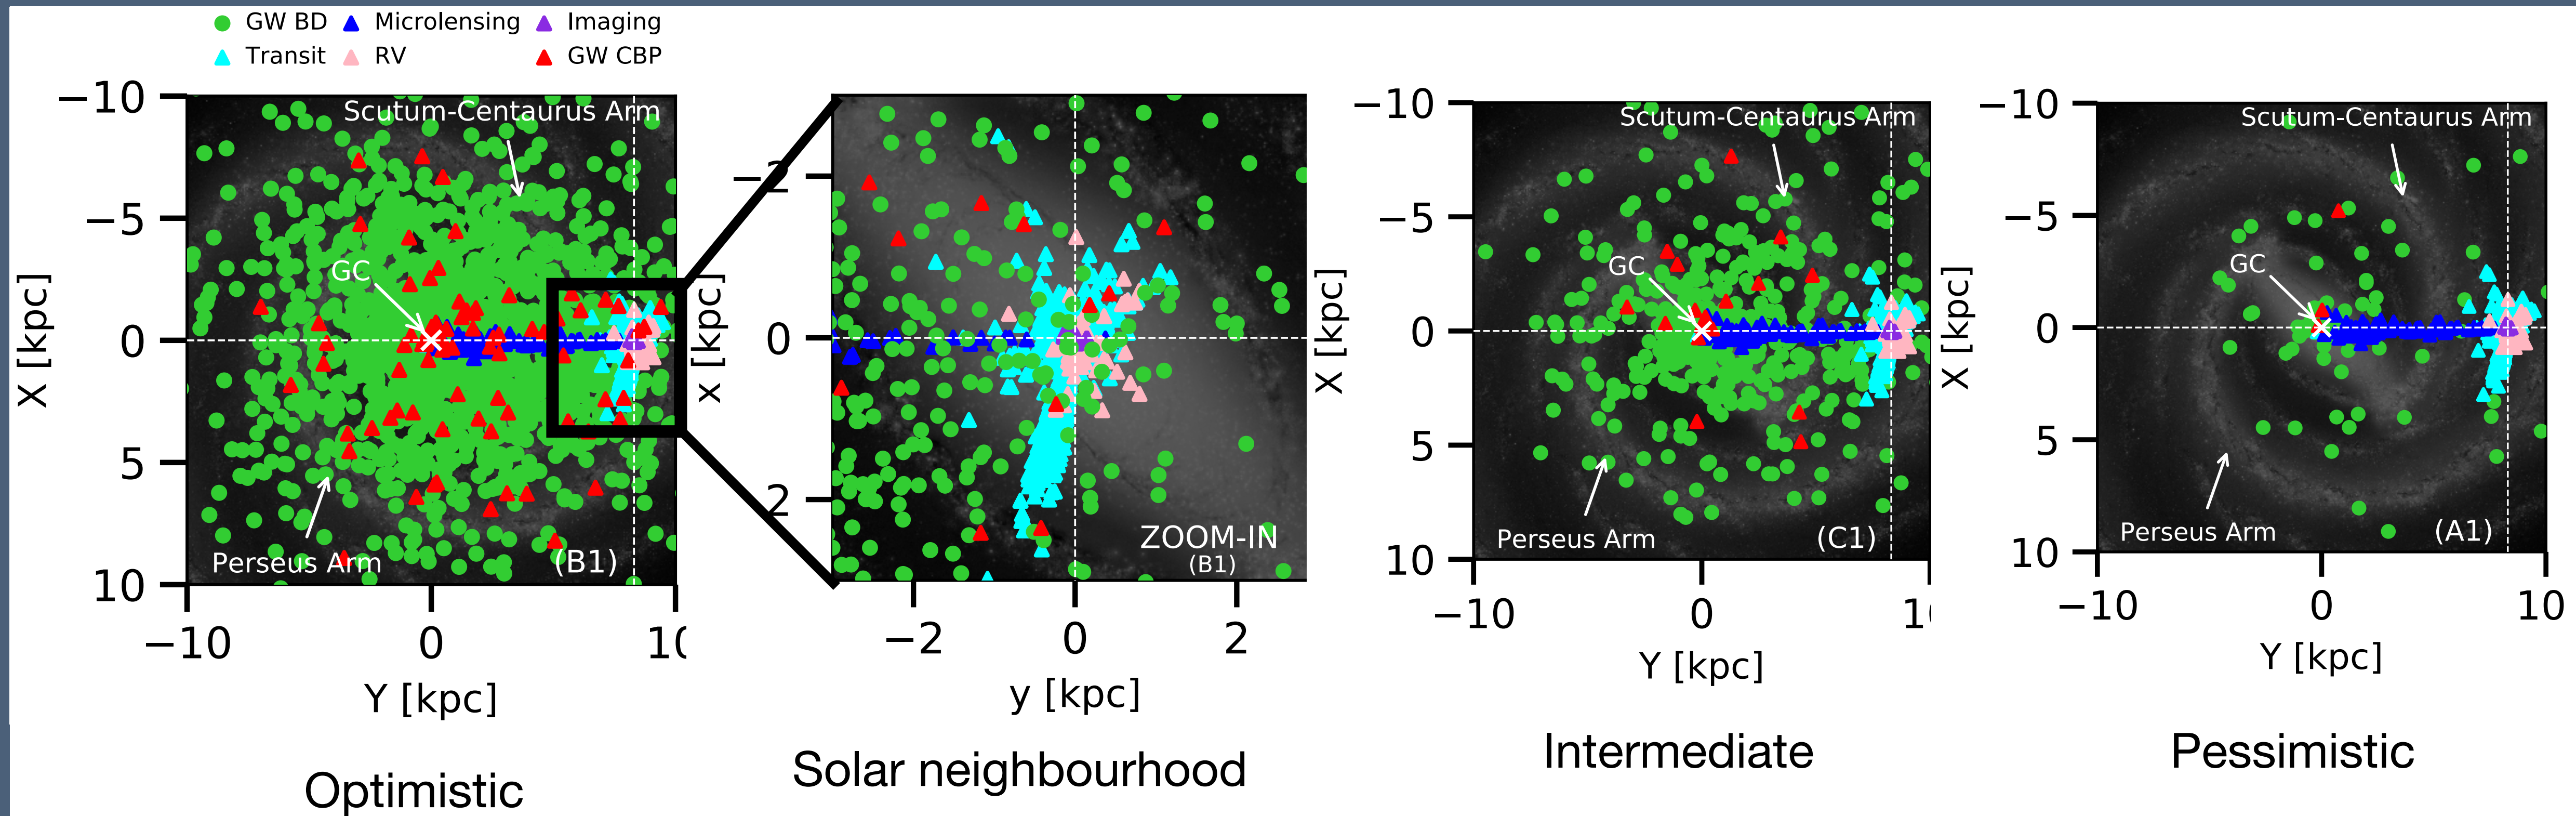 GW BD Microlensing Imaging
Transit RV GW CBP
−10
−5
0
5
10
X [kpc]
−10 0 10
Y [kpc]
Scutum-Centaurus Arm
GC
Perseus Arm
(B1)
Optimistic
−2
0
2
x [kpc]
−2 0 2
y [kpc]
ZOOM-IN
(B1)
Solar neighbourhood
−10
−5
0
5
10
X [kpc]
−10 0 10
Y [kpc]
Scutum-Centaurus Arm
GC
Perseus Arm
(C1)
Intermediate
−10
−5
0
5
10
X [kpc]
−10 0 10
Y [kpc]
Scutum-Centaurus Arm
GC
Perseus Arm
(A1)
Pessimistic